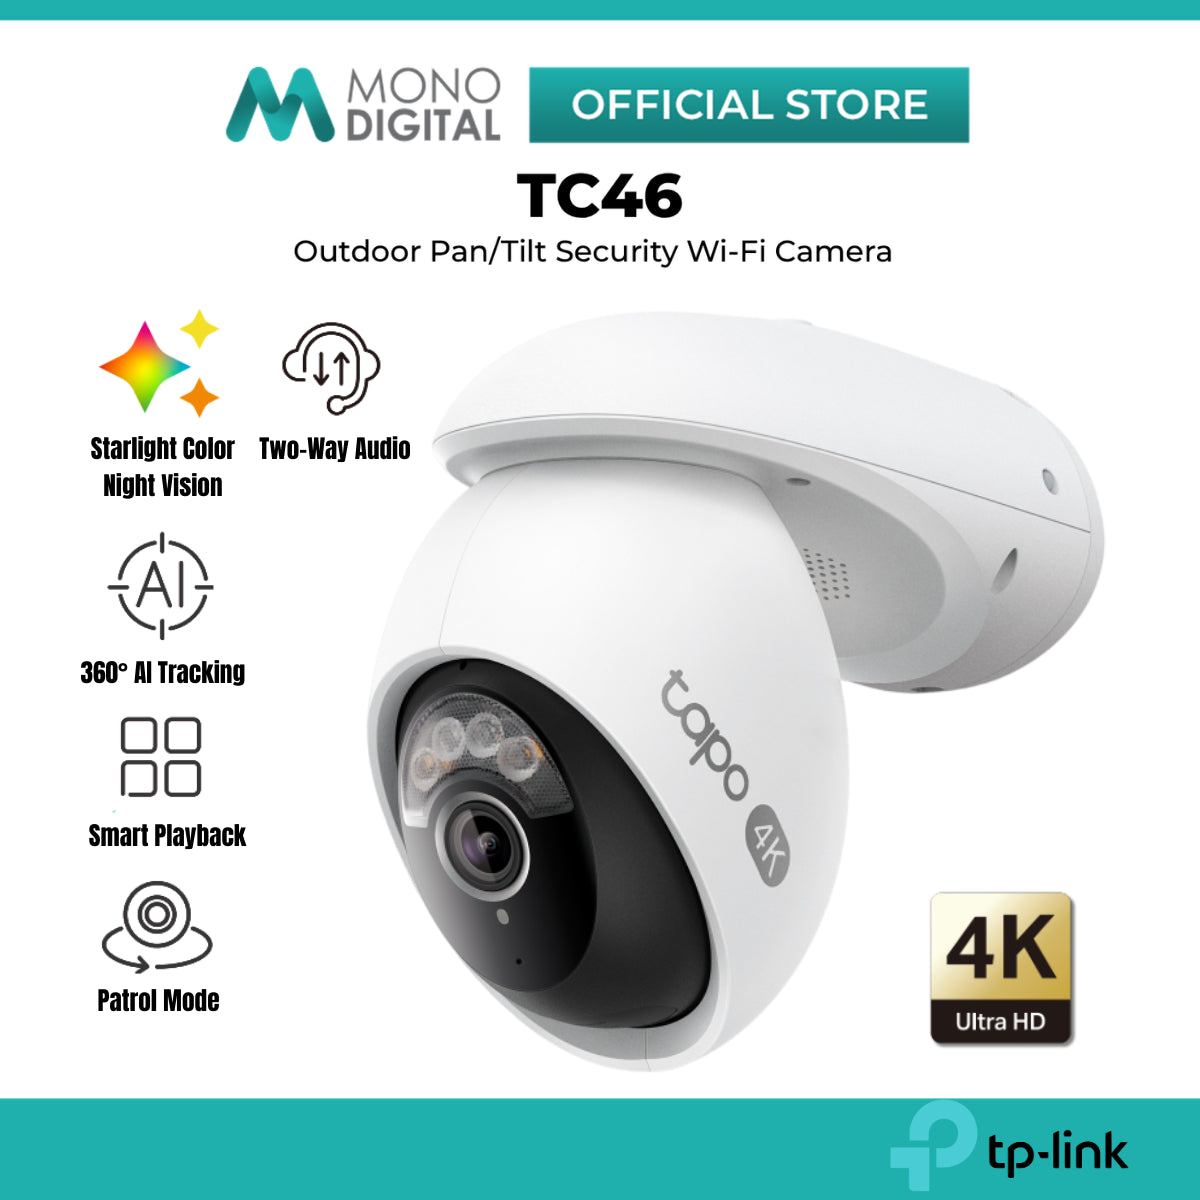 MONO
DIGITAL
OFFICIAL STORE
TC46
Outdoor Pan/Tilt Security Wi-Fi Camera
Starlight Color
Night Vision
Two-Way Audio
AI
360° AI Tracking
Smart Playback
Patrol Mode
tapo
4K
4K
Ultra HD
tp-link